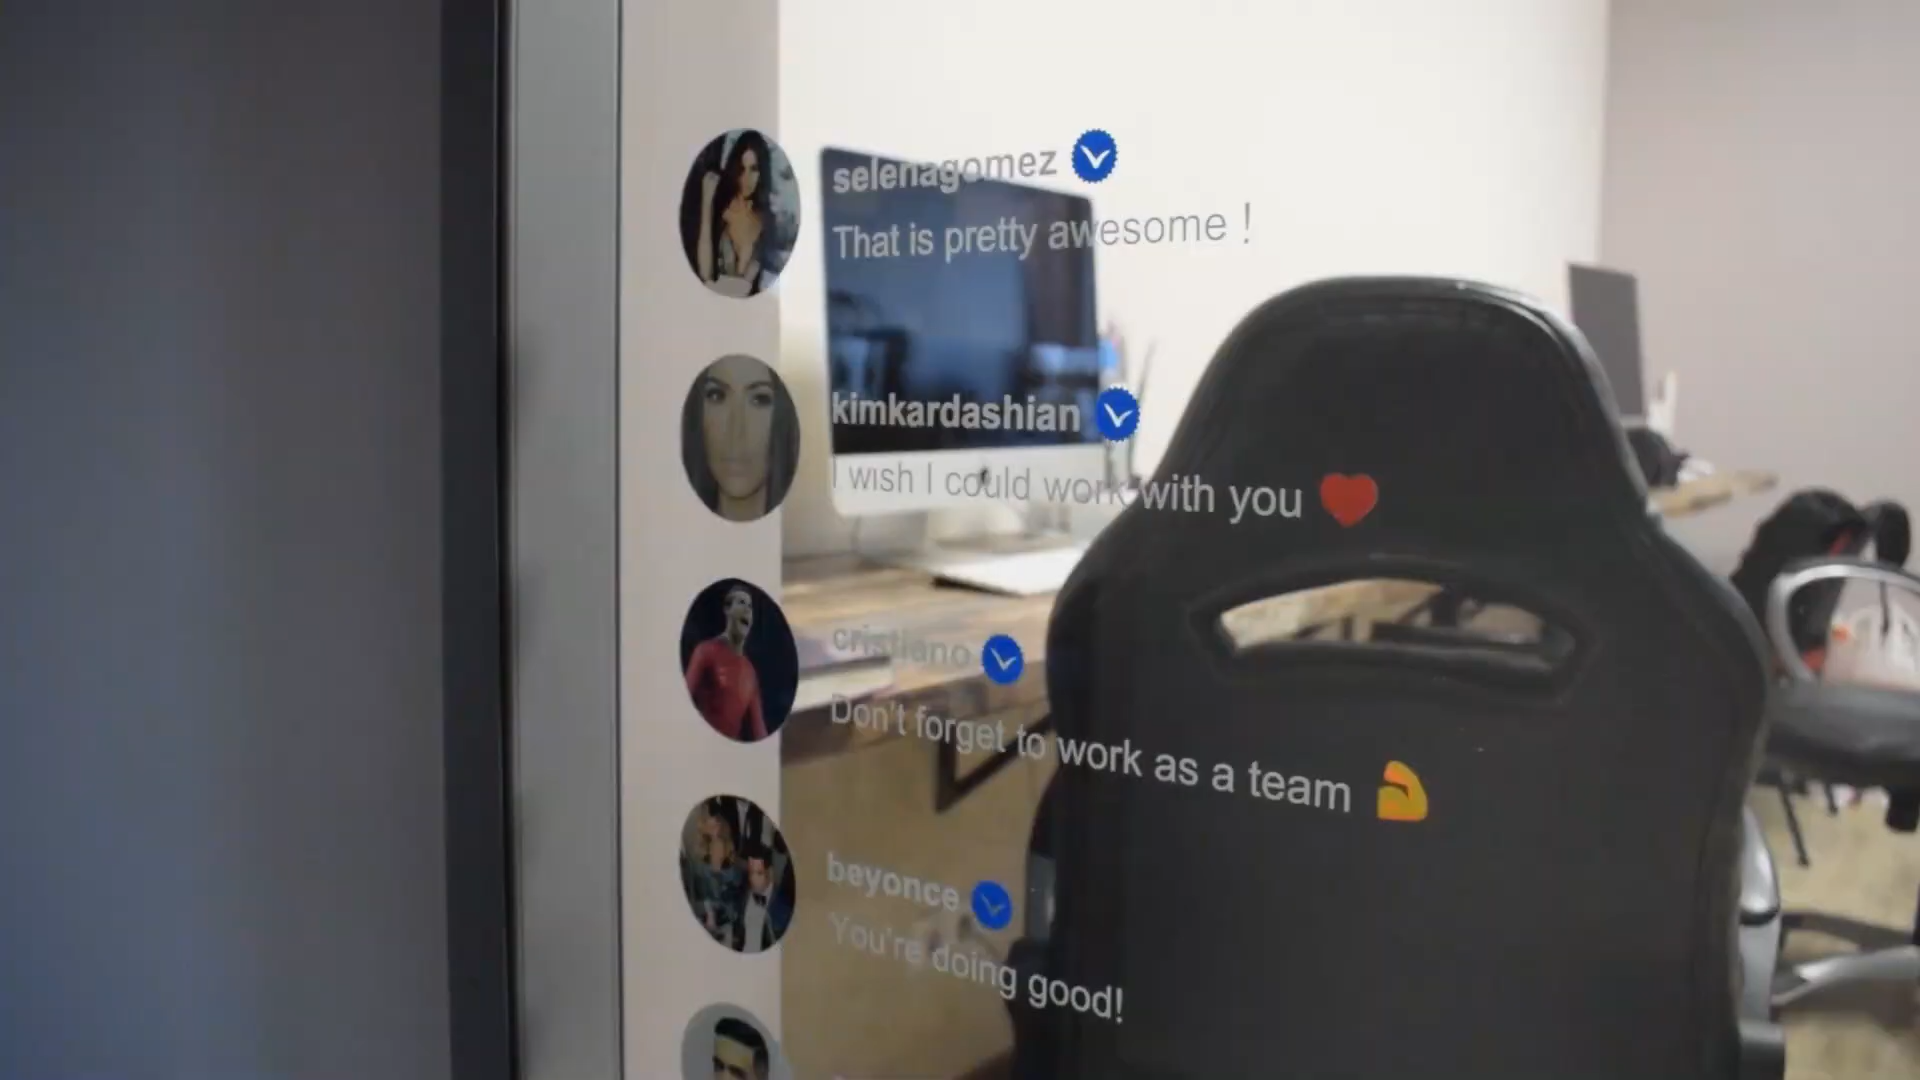 selenagomez
That is pretty awesome !
kimkardashian
I wish I could work with you ❤️
cristiano
Don't forget to work as a team 💪
beyonce
You're doing good!